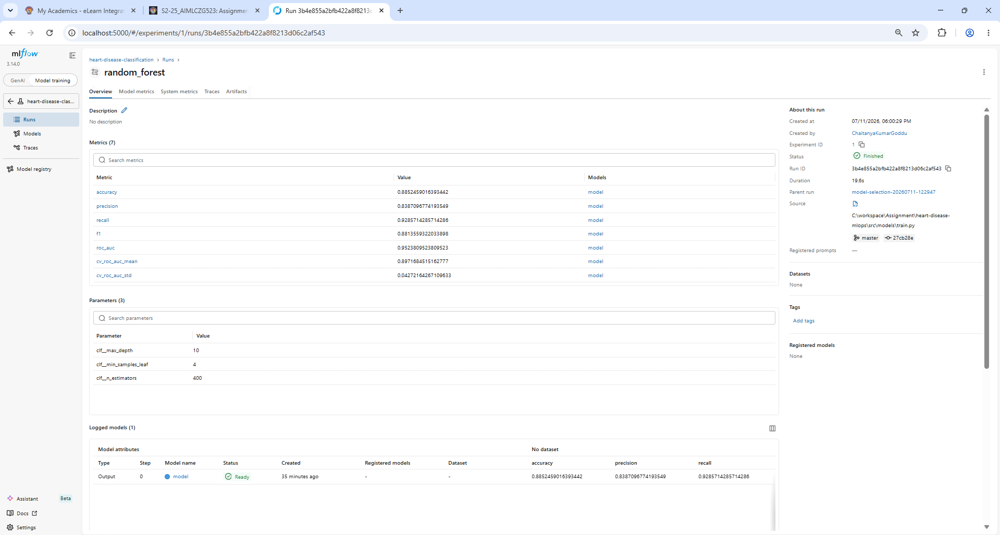 My Academics - eLearn Integra
S2-25_AIMLCZG523: Assignmen
Run 3b4e855a2bfb422a8f8213d
localhost:5000/#/experiments/1/runs/3b4e855a2bfb422a8f8213d06c2af543
mlflow
3.14.0
GenAI
Model training
heart-disease-clas...
Runs
Models
Traces
Model registry
Assistant
Beta
Docs
Settings
heart-disease-classification > Runs >
random_forest
Overview Model metrics System metrics Traces Artifacts
Description
No description
Metrics (7)
Search metrics
Metric Value Models
accuracy 0.8852459016393442 model
precision 0.8387096774193549 model
recall 0.9285714285714286 model
f1 0.8813559322033898 model
roc_auc 0.9523809523809523 model
cv_roc_auc_mean 0.8971684515162777 model
cv_roc_auc_std 0.04272164267109633 model
Parameters (3)
Search parameters
Parameter Value
clf__max_depth 10
clf__min_samples_leaf 4
clf__n_estimators 400
Logged models (1)
Model attributes No dataset
Type Step Model name Status Created Registered models Dataset accuracy precision recall
Output 0 model Ready 35 minutes ago - - 0.8852459016393442 0.8387096774193549 0.9285714285714286
About this run
Created at 07/11/2026, 06:00:29 PM
Created by ChaitanyaKumarGoddu
Experiment ID 1
Status Finished
Run ID 3b4e855a2bfb422a8f8213d06c2af543
Duration 19.6s
Parent run model-selection-20260711-122947
Source
C:\workspace\Assignment\heart-disease-
mlops\src\models\train.py
master 27cb28e
Registered prompts —
Datasets
None
Tags
Add tags
Registered models
None